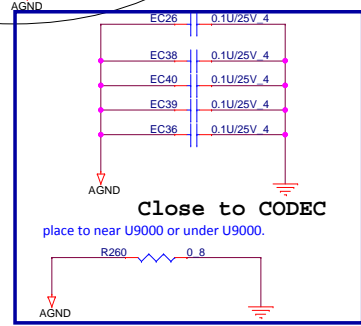 AGND
EC26 0.1U/25V_4
EC38 0.1U/25V_4
EC40 0.1U/25V_4
EC39 0.1U/25V_4
EC36 0.1U/25V_4
AGND
Close to CODEC
place to near U9000 or under U9000.
R260 0_8
AGND